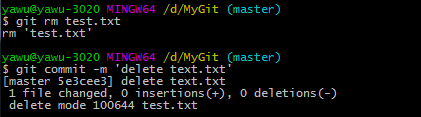 yawu@yawu-3020 MINGW64 /d/MyGit (master)
$ git rm test.txt
rm 'test.txt'
yawu@yawu-3020 MINGW64 /d/MyGit (master)
$ git commit -m 'delete text.txt'
[master 5e3cee3] delete text.txt
 1 file changed, 0 insertions(+), 0 deletions(-)
 delete mode 100644 test.txt